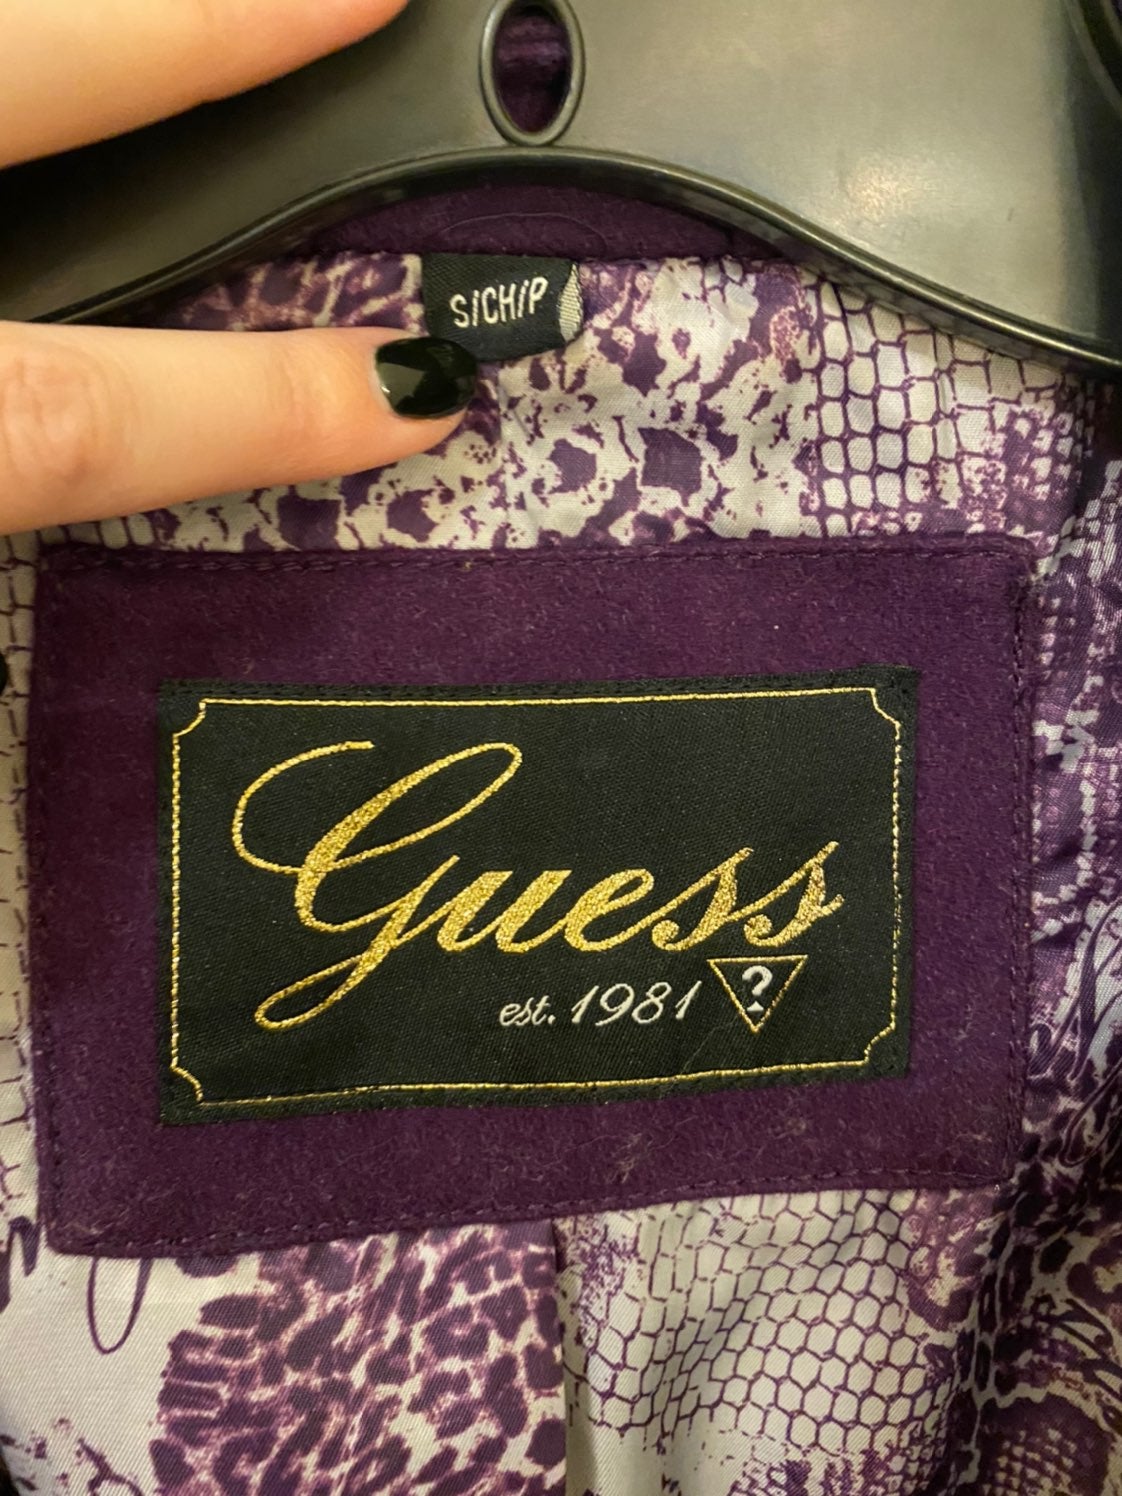 S/CH/P
Guess
est. 1981 ?